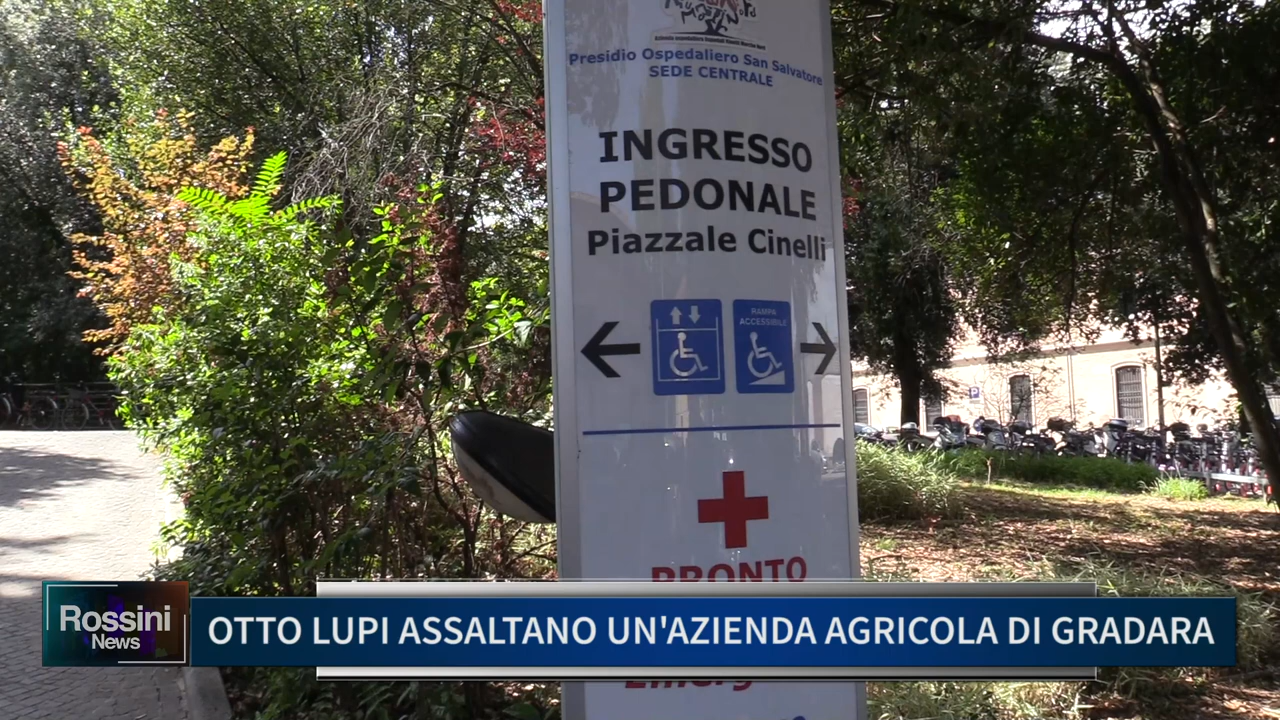 Presidio Ospedaliero San Salvatore
SEDE CENTRALE
INGRESSO
PEDONALE
Piazzale Cinelli
RAMPA
ACCESSIBILE
PRONTO
Rossini
News
OTTO LUPI ASSALTANO UN'AZIENDA AGRICOLA DI GRADARA